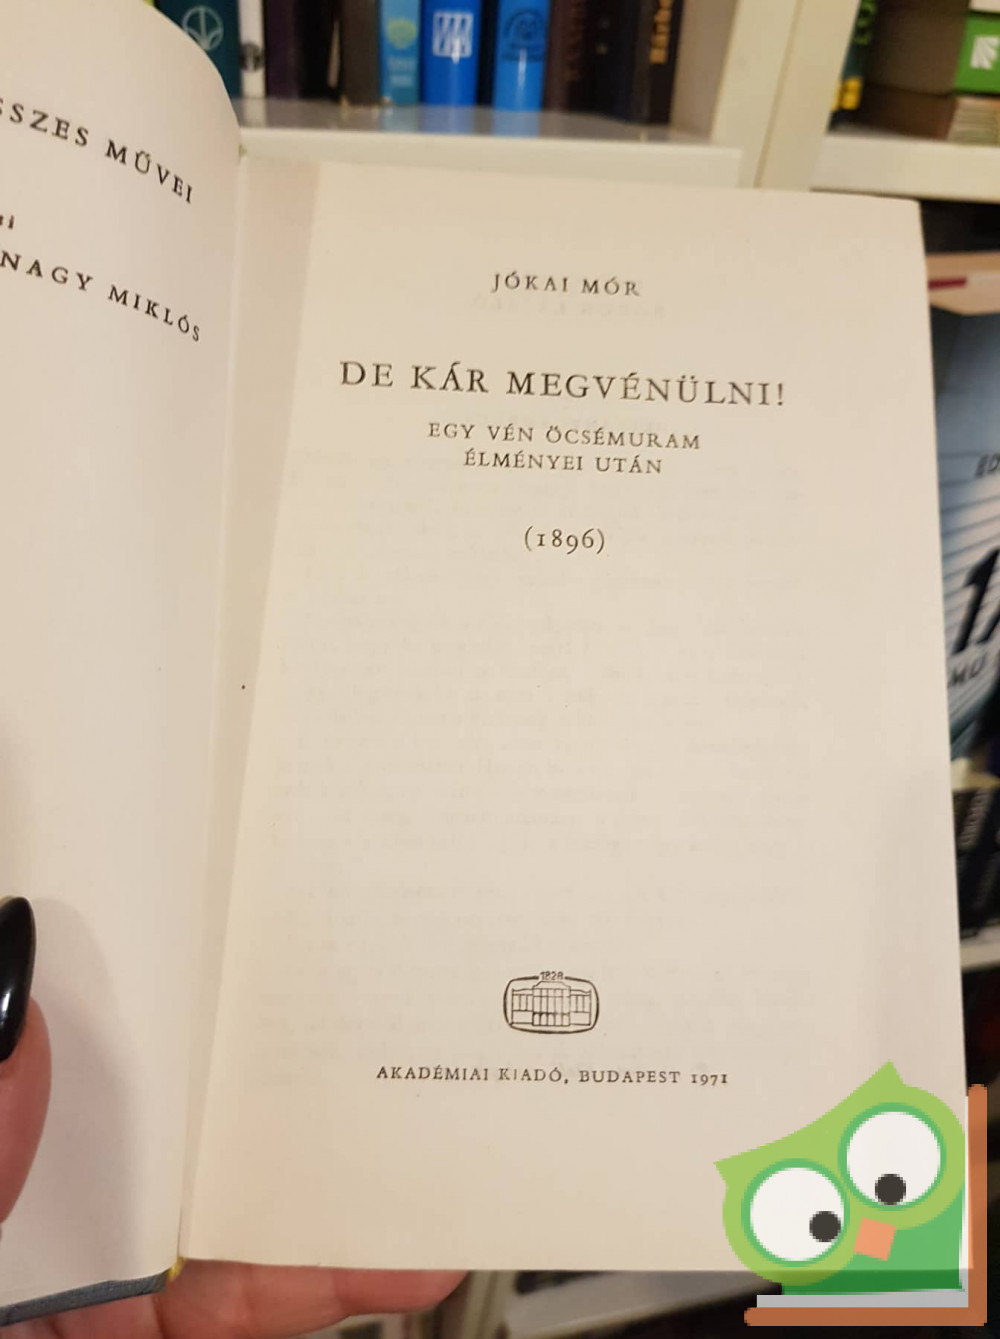 SSZES MŰVEI
NAGY MIKLÓS
JÓKAI MÓR
DE KÁR MEGVÉNÜLNI!
EGY VÉN ÖCSÉMURAM
ÉLMÉNYEI UTÁN
(1896)
1828
AKADÉMIAI KIADÓ, BUDAPEST 1971